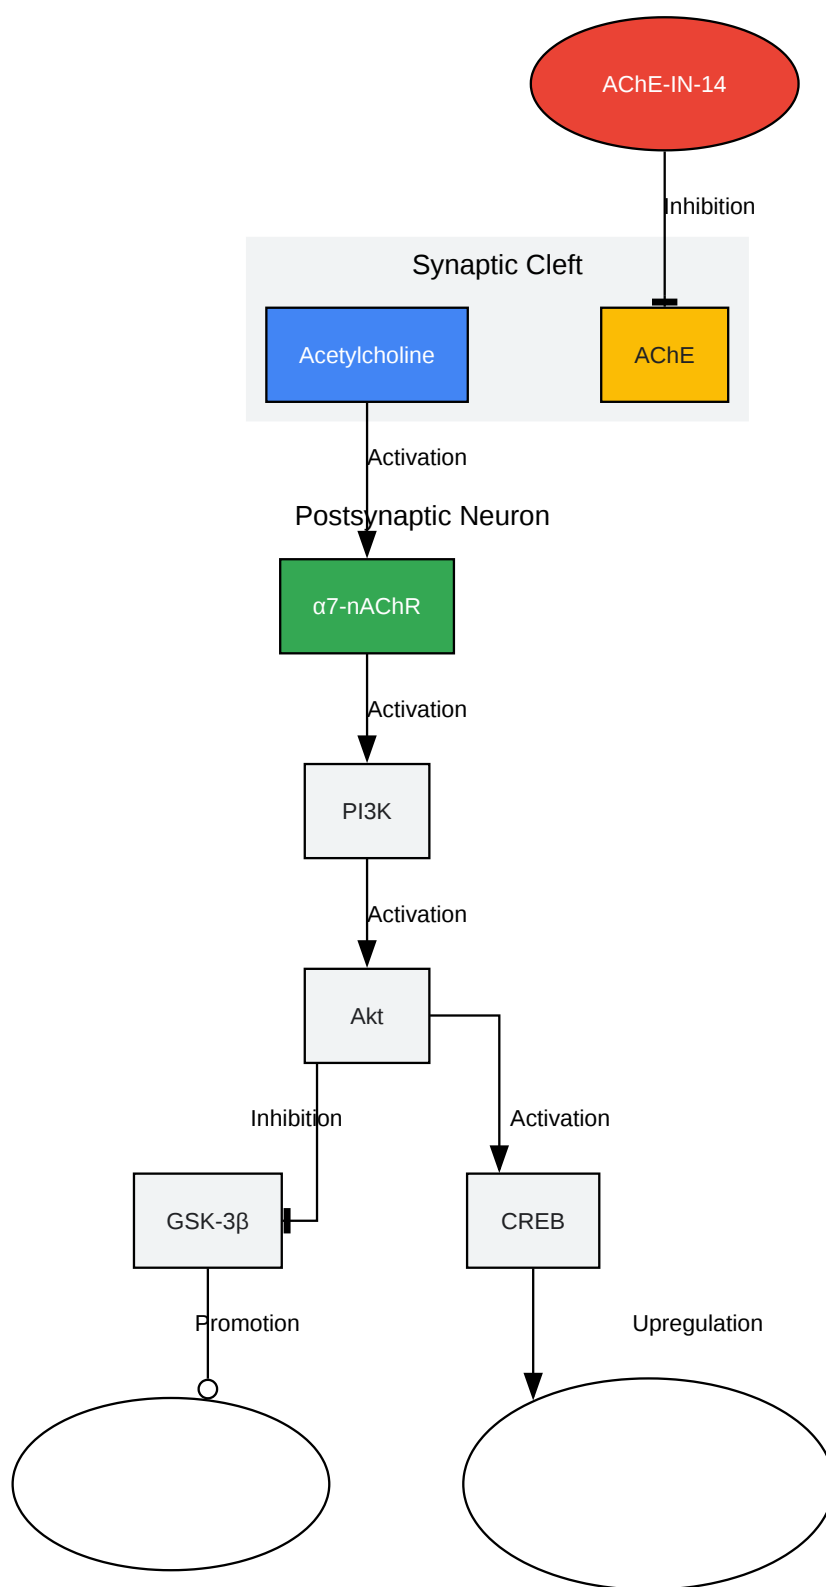 AChE-IN-14
Inhibition
Synaptic Cleft
Acetylcholine
AChE
Activation
Postsynaptic Neuron
α7-nAChR
Activation
PI3K
Activation
Akt
Inhibition
Activation
GSK-3β
CREB
Promotion
Upregulation